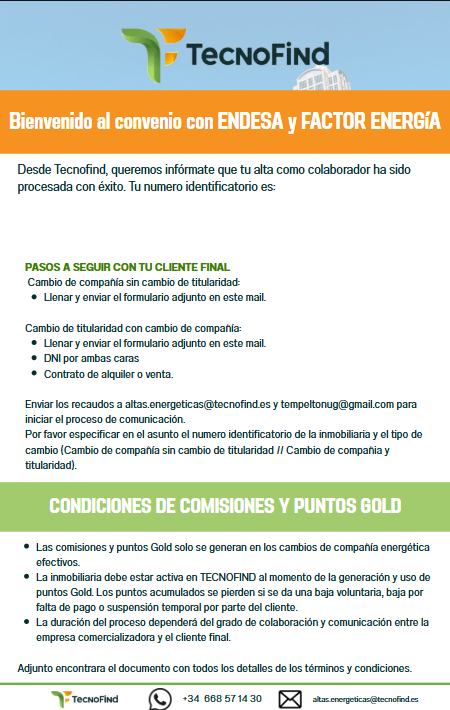 TECNOFIND
Bienvenido al convenio con ENDESA y FACTOR ENERGíA
Desde Tecnofind, queremos infórmate que tu alta como colaborador ha sido
procesada con éxito. Tu numero identificatorio es:
PASOS A SEGUIR CON TU CLIENTE FINAL
Cambio de compañía sin cambio de titularidad:
• Llenar y enviar el formulario adjunto en este mail.
Cambio de titularidad con cambio de compañía:
• Llenar y enviar el formulario adjunto en este mail.
• DNI por ambas caras
• Contrato de alquiler o venta.
Enviar los recaudos a altas.energeticas@tecnofind.es y tempeltonug@gmail.com para
iniciar el proceso de comunicación.
Por favor especificar en el asunto el numero identificatorio de la inmobiliaria y el tipo de
cambio (Cambio de compañía sin cambio de titularidad // Cambio de compañia y
titularidad).
CONDICIONES DE COMISIONES Y PUNTOS GOLD
• Las comisiones y puntos Gold solo se generan en los cambios de compañía energética
efectivos.
• La inmobiliaria debe estar activa en TECNOFIND al momento de la generación y uso de
puntos Gold. Los puntos acumulados se pierden si se da una baja voluntaria, baja por
falta de pago o suspensión temporal por parte del cliente.
• La duración del proceso dependerá del grado de colaboración y comunicación entre la
empresa comercializadora y el cliente final.
Adjunto encontrara el documento con todos los detalles de los términos y condiciones.
TECNOFIND +34 668 57 14 30 altas.energeticas@tecnofind.es